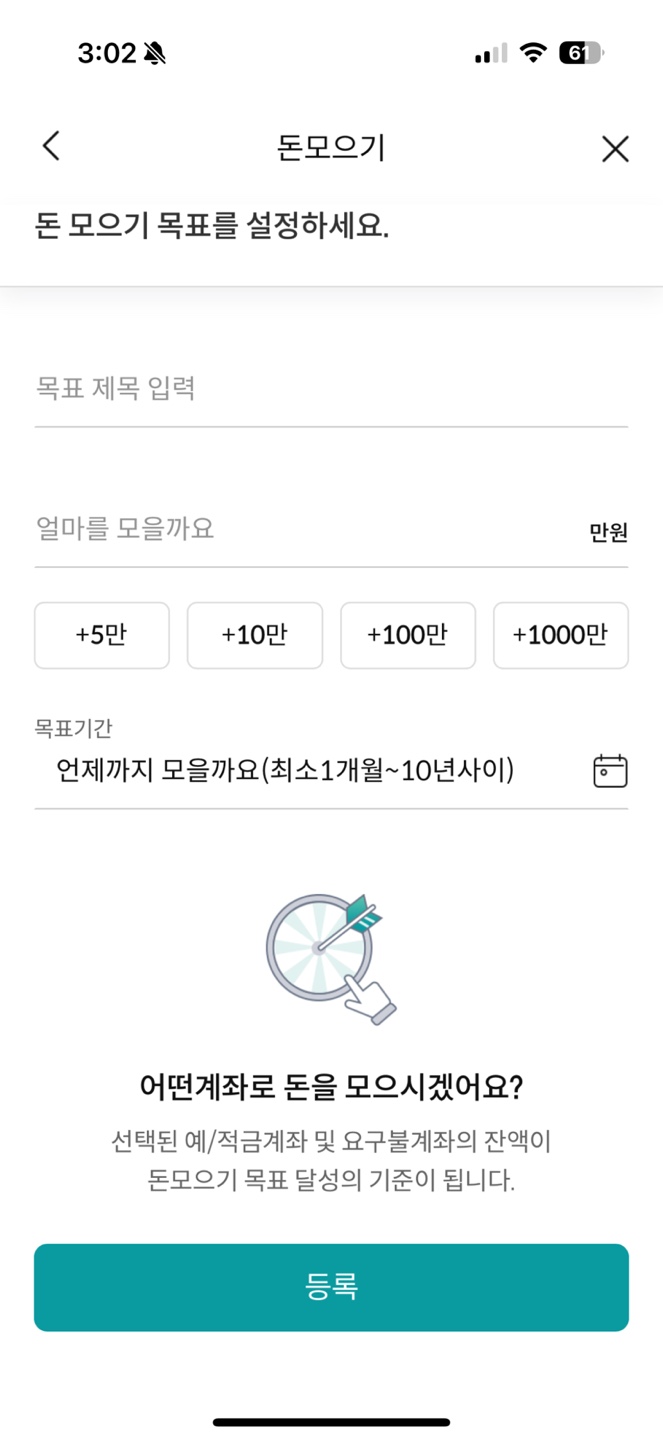 3:02
61
돈모으기
돈 모으기 목표를 설정하세요.
목표 제목 입력
얼마를 모을까요 만원
+5만 +10만 +100만 +1000만
목표기간
언제까지 모을까요(최소1개월~10년사이)
어떤계좌로 돈을 모으시겠어요?
선택된 예/적금계좌 및 요구불계좌의 잔액이
돈모으기 목표 달성의 기준이 됩니다.
등록